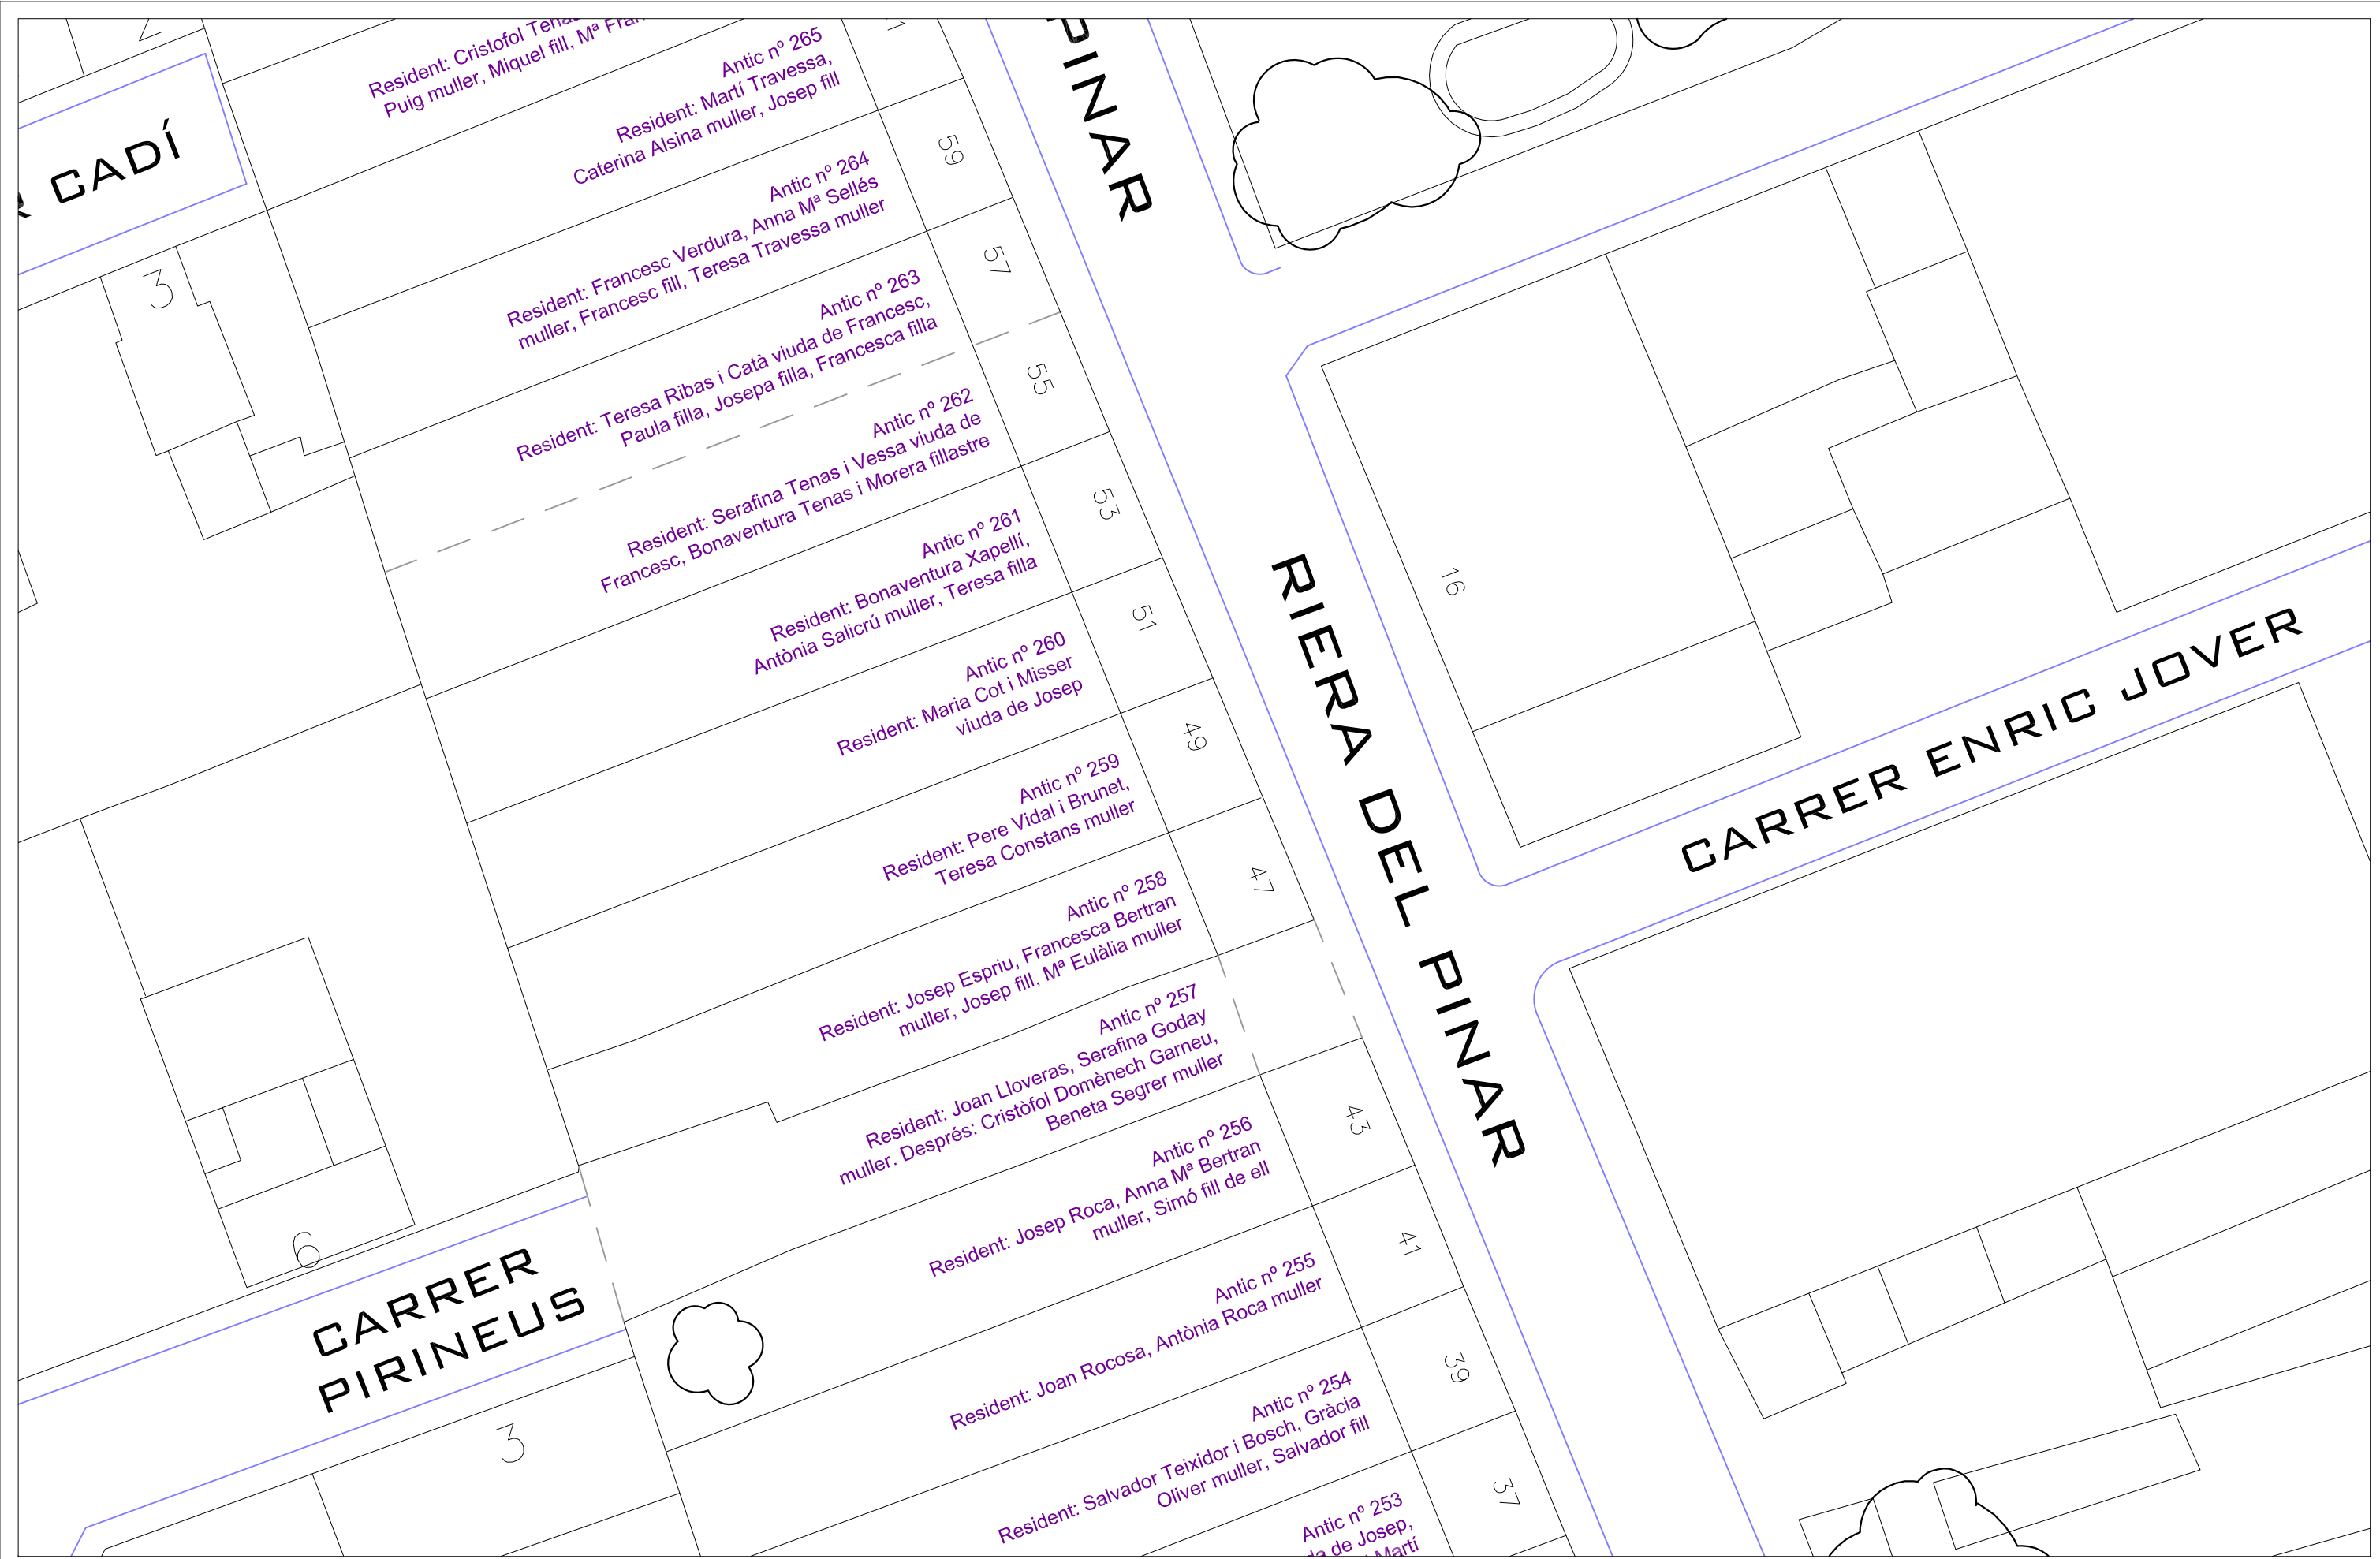 Resident: Cristofol
Puig muller, Miquel fill, Mª
Antic nº 265
Resident: Martí Travessa,
Caterina Alsina muller, Josep fill
59
Antic nº 264
Resident: Francesc Verdura, Anna Mª Sellés
muller, Francesc fill, Teresa Travessa muller
57
Antic nº 263
Resident: Teresa Ribas i Catà viuda de Francesc,
Paula filla, Josepa filla, Francesca filla
55
Antic nº 262
Resident: Serafina Tenas i Vessa viuda de
Francesc, Bonaventura Tenas i Morera fillastre
53
Antic nº 261
Resident: Bonaventura Xapellí,
Antònia Salicrú muller, Teresa filla
51
Antic nº 260
Resident: Maria Cot i Misser
viuda de Josep
49
Antic nº 259
Resident: Pere Vidal i Brunet,
Teresa Constans muller
47
Antic nº 258
Resident: Josep Espriu, Francesca Bertran
muller, Josep fill, Mª Eulàlia muller
Antic nº 257
Resident: Joan Lloveras, Serafina Goday
muller. Després: Cristòfol Domènech Garneu,
Beneta Segrer muller
43
Antic nº 256
Resident: Josep Roca, Anna Mª Bertran
muller, Simó fill de ell
41
Antic nº 255
Resident: Joan Rocosa, Antònia Roca muller
39
Antic nº 254
Resident: Salvador Teixidor i Bosch, Gràcia
Oliver muller, Salvador fill
37
Antic nº 253
de Josep,
Martí
CADÍ
3
PINAR
RIERA DEL PINAR
16
CARRER ENRIC JOVER
6
CARRER
PIRINEUS
3